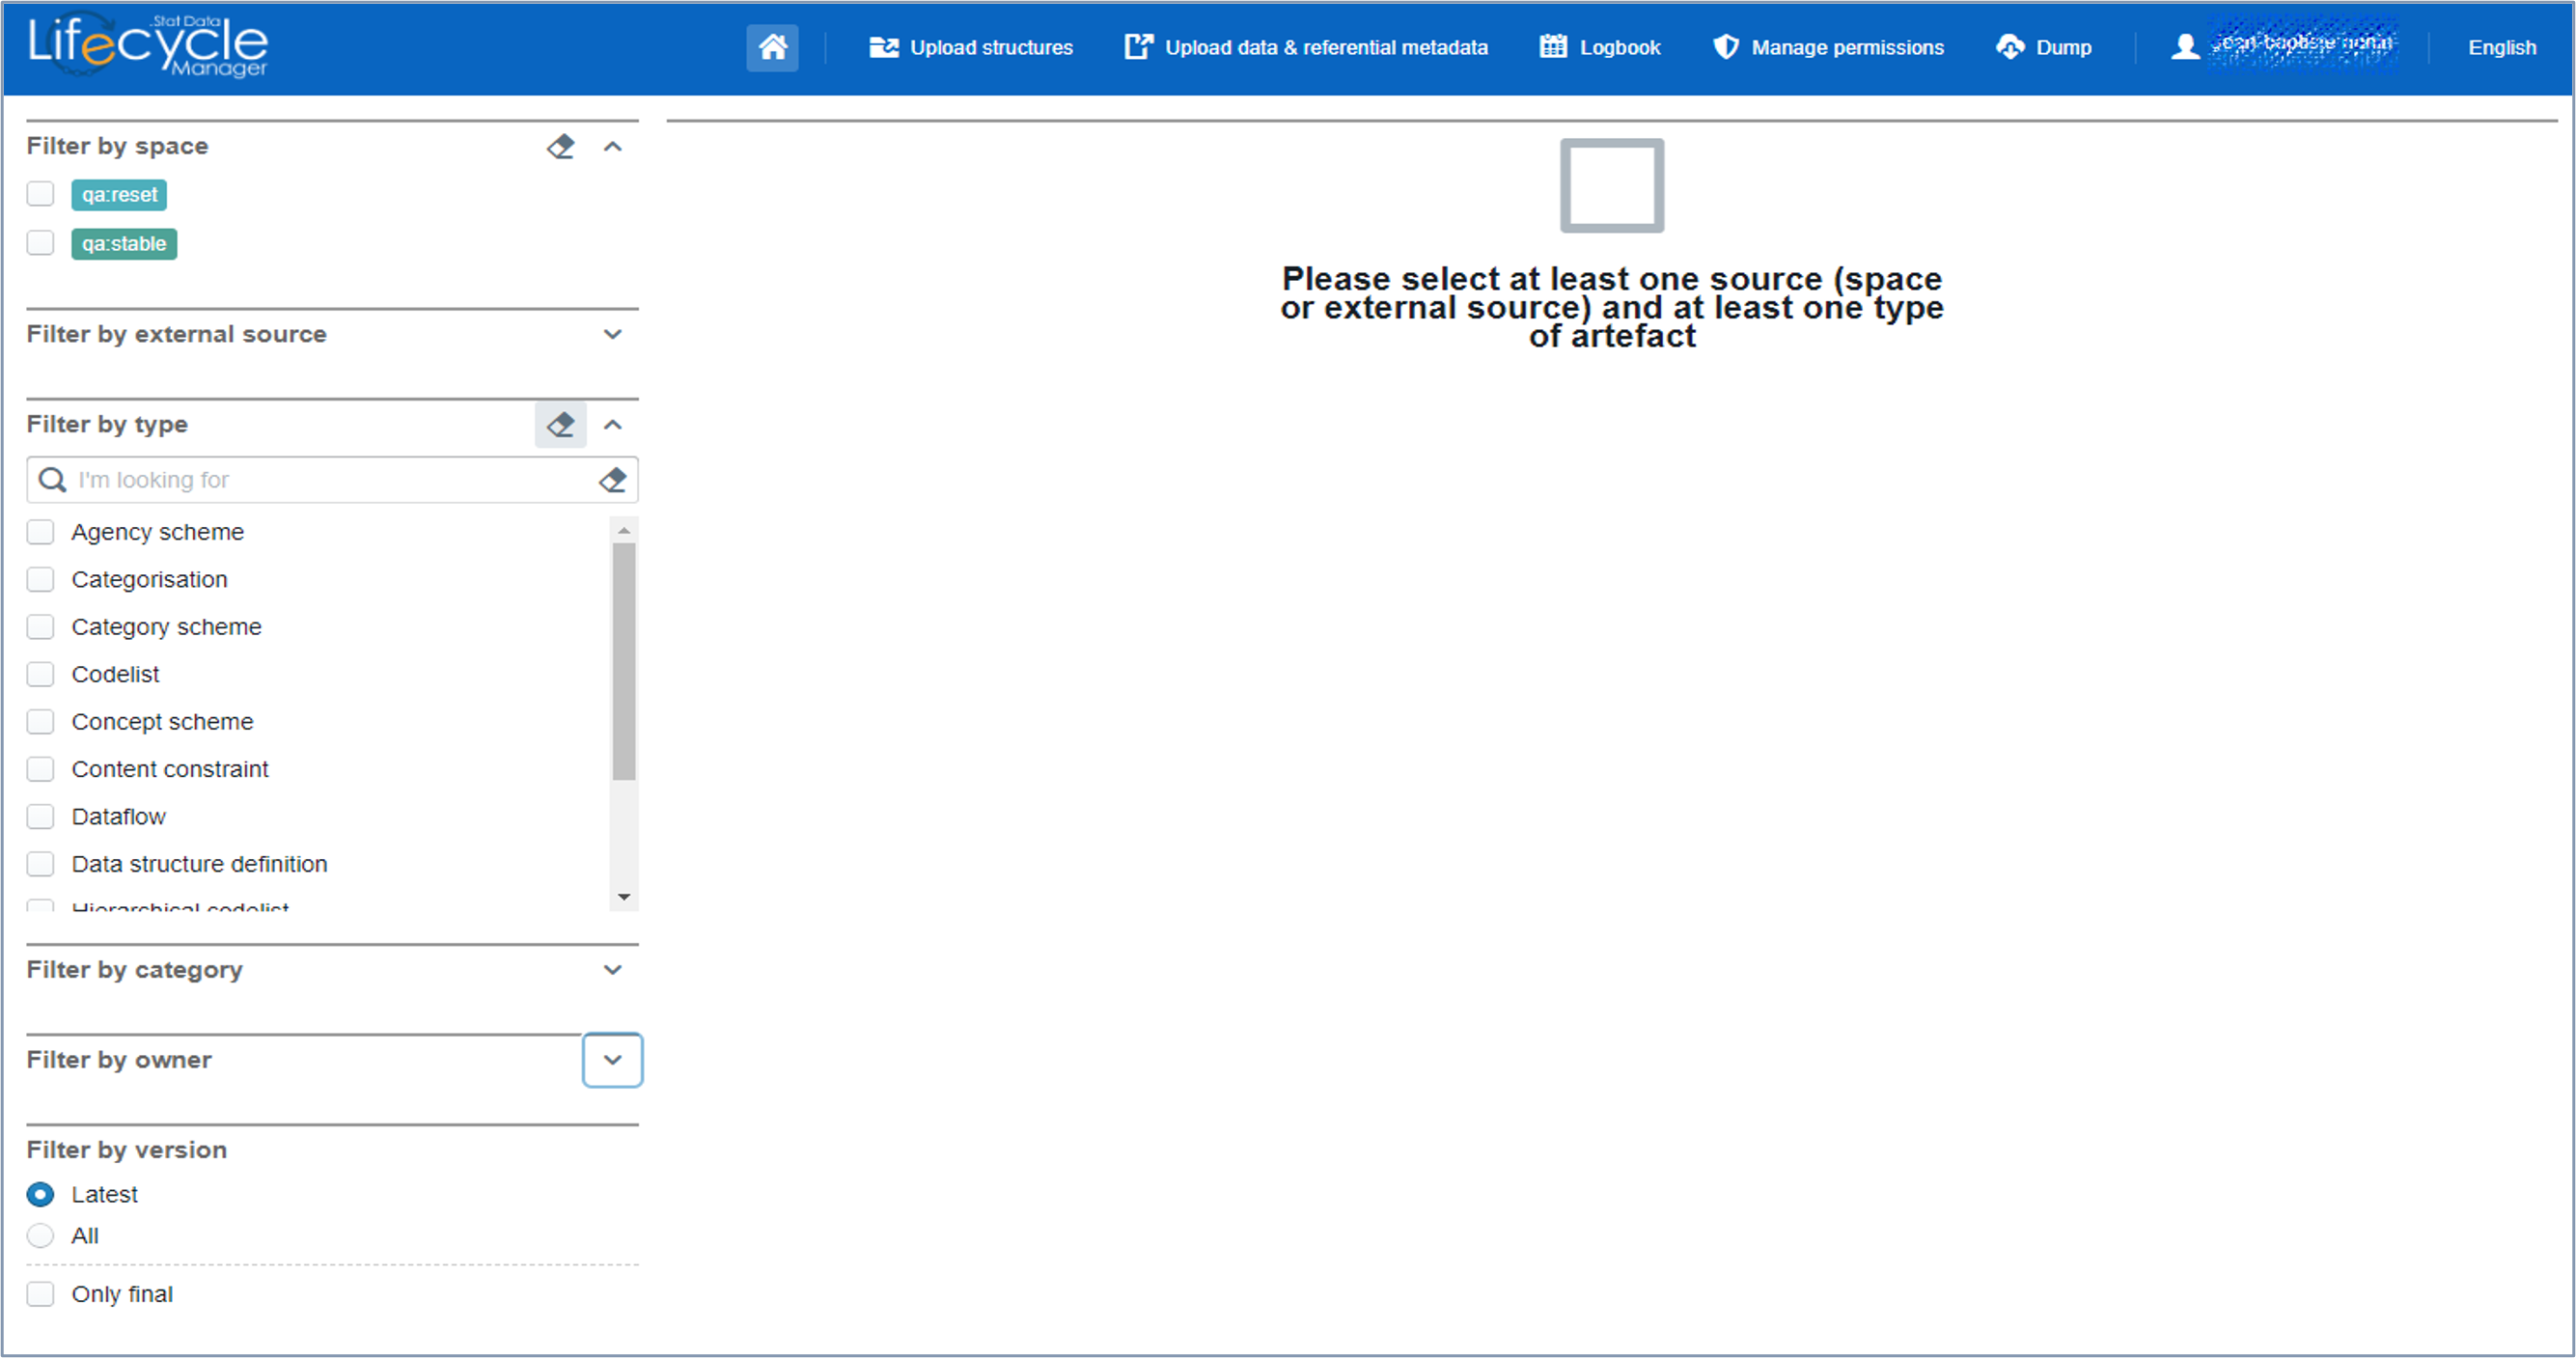 .Stat Data
Lifecycle
Manager
Upload structures
Upload data & referential metadata
Logbook
Manage permissions
Dump
English
Filter by space
qa:reset
qa:stable
Filter by external source
Filter by type
I'm looking for
Agency scheme
Categorisation
Category scheme
Codelist
Concept scheme
Content constraint
Dataflow
Data structure definition
Hierarchical codelist
Filter by category
Filter by owner
Filter by version
Latest
All
Only final
Please select at least one source (space
or external source) and at least one type
of artefact